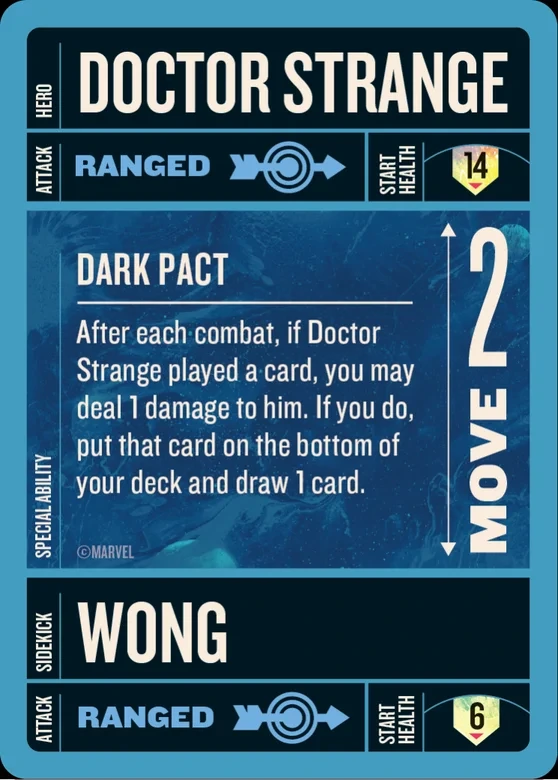 HERO
DOCTOR STRANGE
ATTACK
RANGED
START
HEALTH
14
SPECIAL ABILITY
DARK PACT
After each combat, if Doctor
Strange played a card, you may
deal 1 damage to him. If you do,
put that card on the bottom of
your deck and draw 1 card.
©MARVEL
MOVE 2
SIDEKICK
WONG
ATTACK
RANGED
START
HEALTH
6